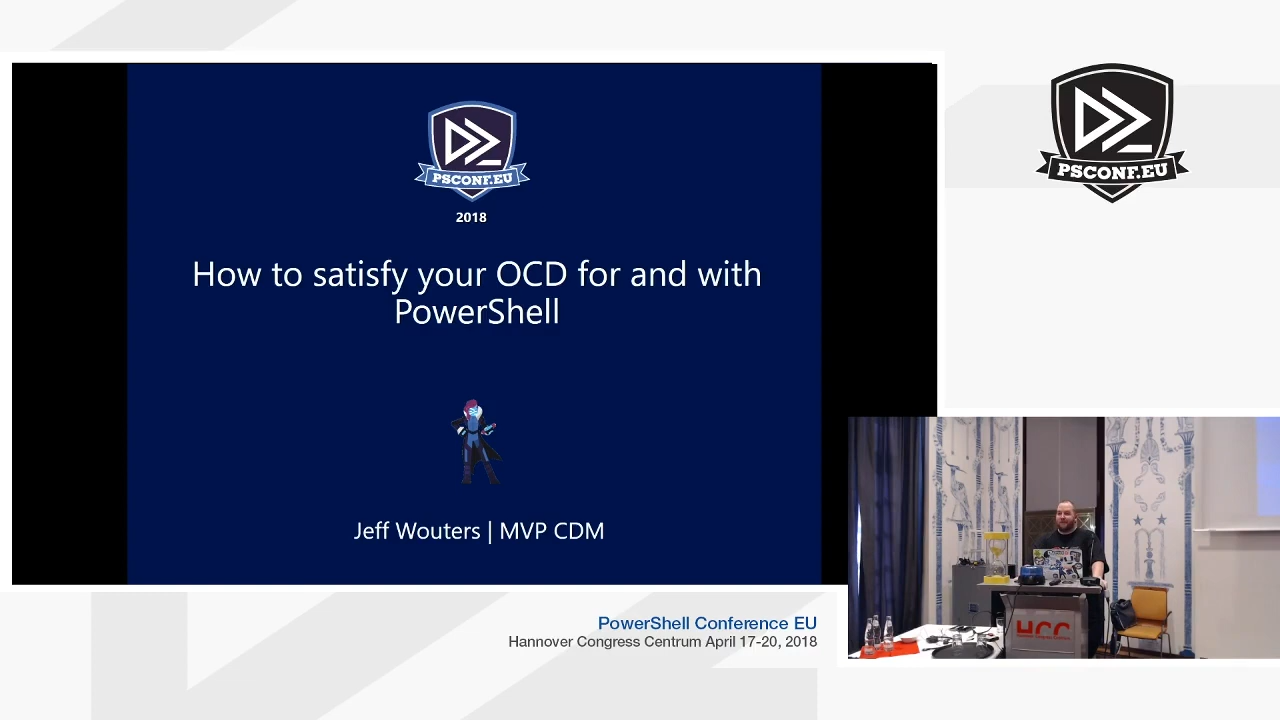 PSCONF.EU
2018
How to satisfy your OCD for and with
PowerShell
Jeff Wouters | MVP CDM
PSCONF.EU
PowerShell Conference EU
Hannover Congress Centrum April 17-20, 2018
HCC